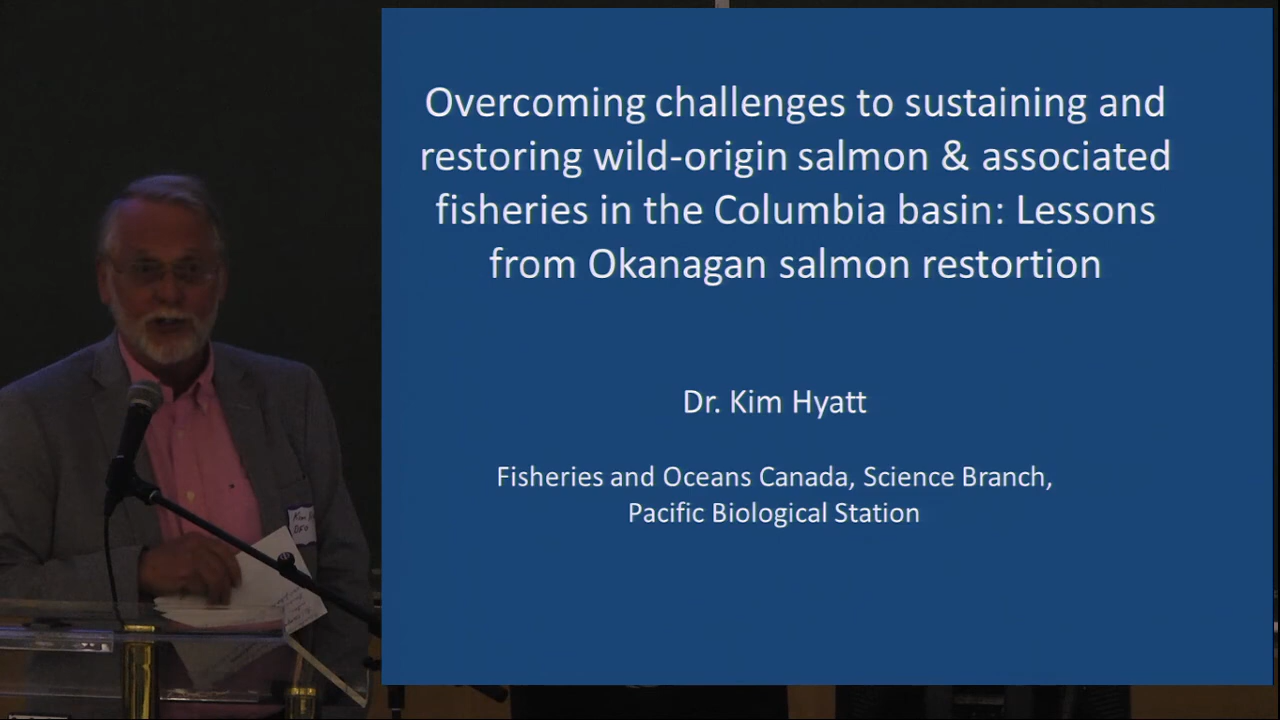 Overcoming challenges to sustaining and
restoring wild-origin salmon & associated
fisheries in the Columbia basin: Lessons
from Okanagan salmon restortion
Dr. Kim Hyatt
Fisheries and Oceans Canada, Science Branch,
Pacific Biological Station
Kim